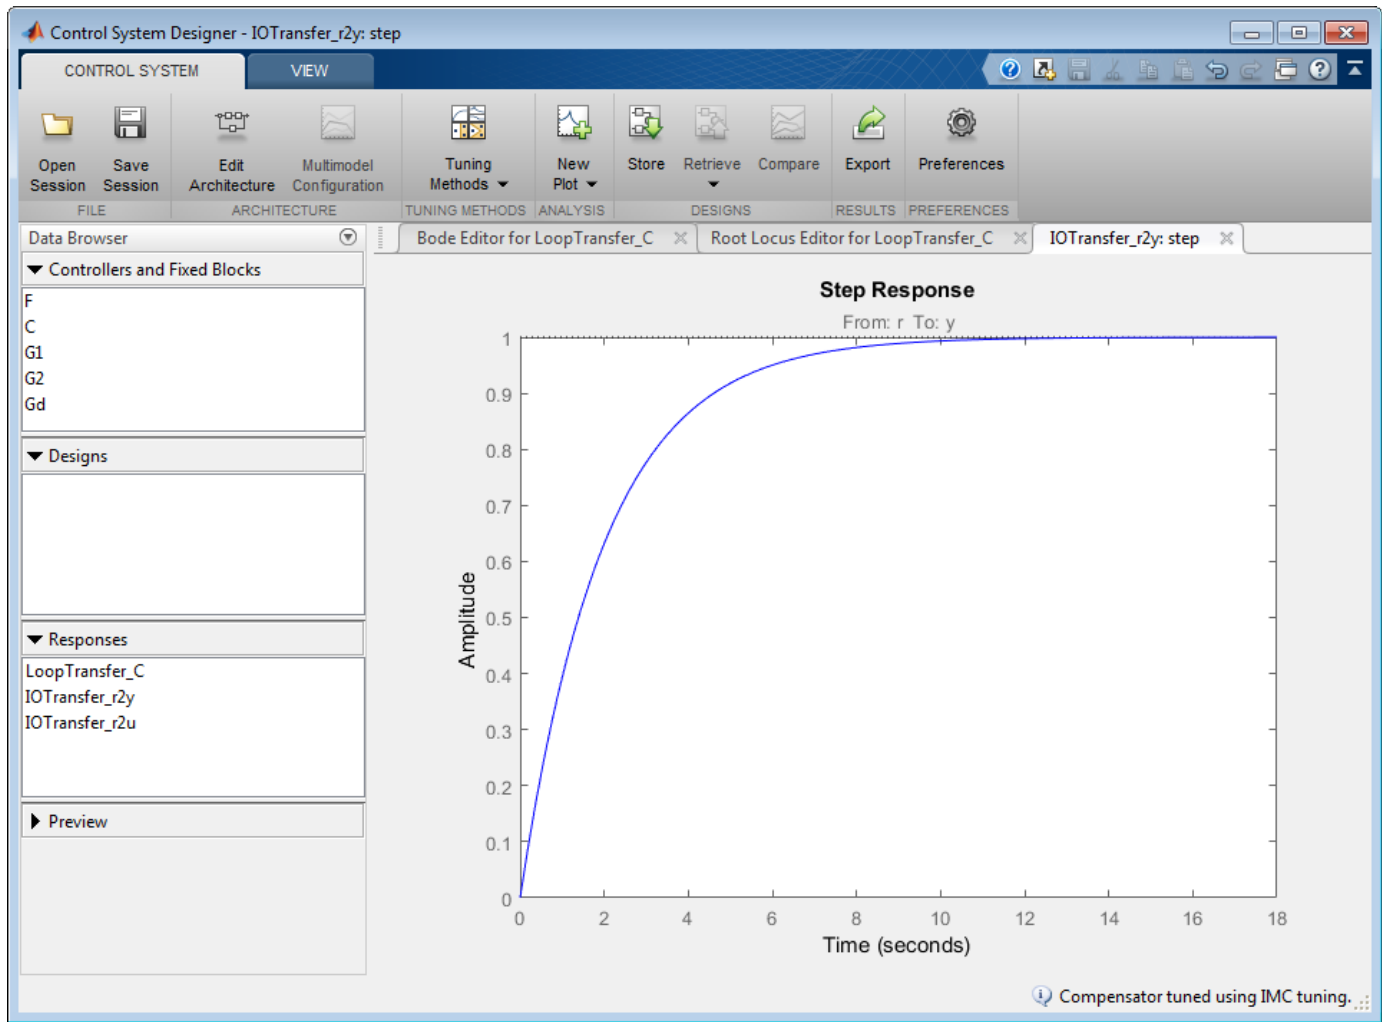 Control System Designer - IOTransfer_r2y: step
CONTROL SYSTEM
VIEW
Open Session
Save Session
Edit Architecture
Multimodel Configuration
Tuning Methods
New Plot
Store
Retrieve
Compare
Export
Preferences
FILE
ARCHITECTURE
TUNING METHODS
ANALYSIS
DESIGNS
RESULTS
PREFERENCES
Data Browser
Bode Editor for LoopTransfer_C
Root Locus Editor for LoopTransfer_C
IOTransfer_r2y: step
Controllers and Fixed Blocks
F
C
G1
G2
Gd
Designs
Responses
LoopTransfer_C
IOTransfer_r2y
IOTransfer_r2u
Preview
Step Response
From: r To: y
1
0.9
0.8
0.7
0.6
0.5
0.4
0.3
0.2
0.1
0
Amplitude
0 2 4 6 8 10 12 14 16 18
Time (seconds)
Compensator tuned using IMC tuning.